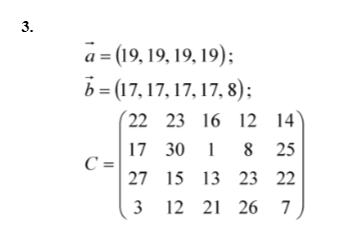 3.
a⃗ = (19, 19, 19, 19);
b⃗ = (17, 17, 17, 17, 8);
C = (22 23 16 12 14
17 30 1 8 25
27 15 13 23 22
3 12 21 26 7)